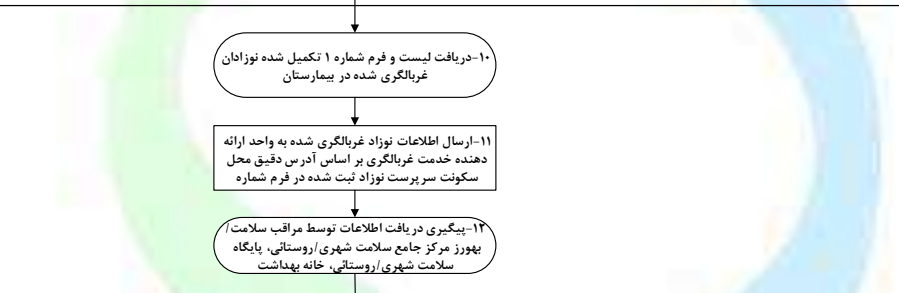 ۱۰-دریافت لیست و فرم شماره ۱ تکمیل شده نوزادان
غربالگری شده در بیمارستان
۱۱-ارسال اطلاعات نوزاد غربالگری شده به واحد ارائه
دهنده خدمت غربالگری بر اساس آدرس دقیق محل
سکونت سرپرست نوزاد ثبت شده در فرم شماره
۱۲-پیگیری دریافت اطلاعات توسط مراقب سلامت/
بهورز مرکز جامع سلامت شهری/روستائی، پایگاه
سلامت شهری/روستائی، خانه بهداشت